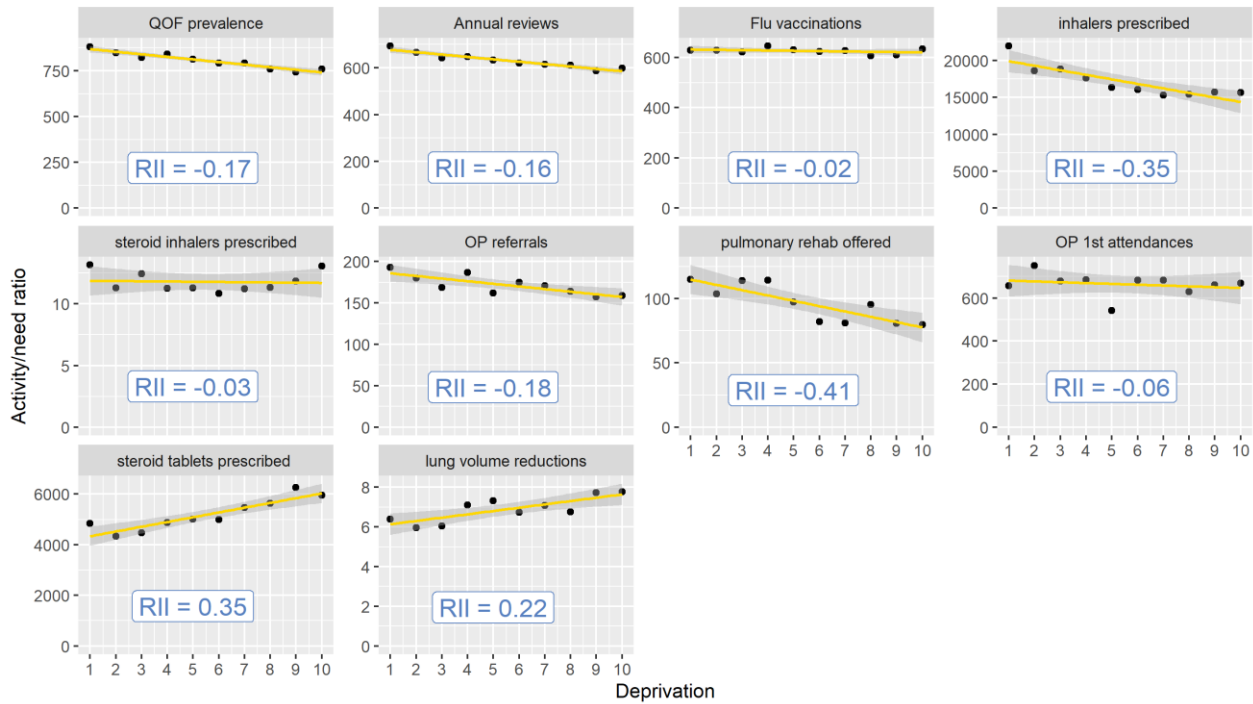 QOF prevalence
Annual reviews
Flu vaccinations
inhalers prescribed
750
500
250
0
RII = -0.17
600
400
200
0
RII = -0.16
600
400
200
0
RII = -0.02
20000
15000
10000
5000
0
RII = -0.35
steroid inhalers prescribed
OP referrals
pulmonary rehab offered
OP 1st attendances
10
5
0
RII = -0.03
200
150
100
50
0
RII = -0.18
100
50
0
RII = -0.41
1 2 3 4 5 6 7 8 9 10
600
400
200
0
RII = -0.06
1 2 3 4 5 6 7 8 9 10
steroid tablets prescribed
lung volume reductions
6000
4000
2000
0
RII = 0.35
1 2 3 4 5 6 7 8 9 10
8
6
4
2
0
RII = 0.22
1 2 3 4 5 6 7 8 9 10
Activity/need ratio
Deprivation